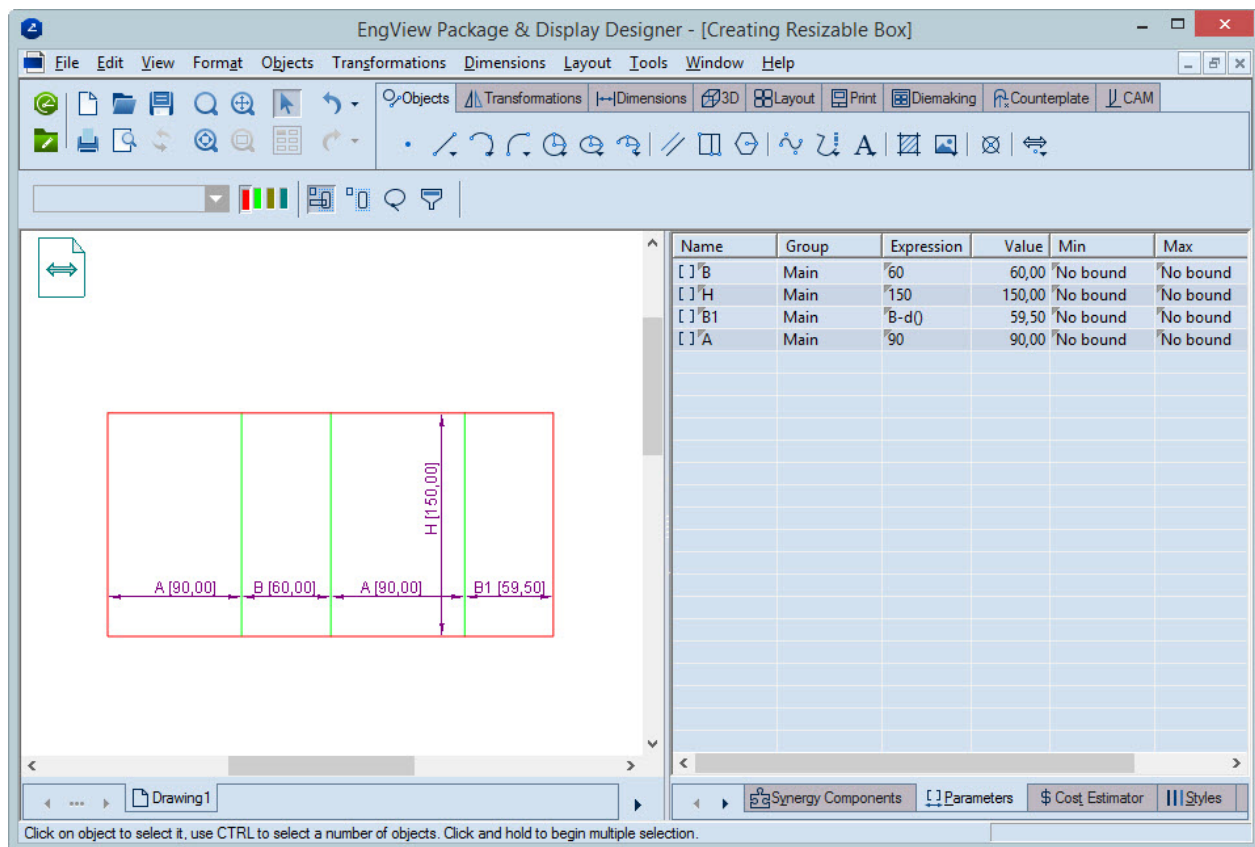 EngView Package & Display Designer - [Creating Resizable Box]
File Edit View Format Objects Transformations Dimensions Layout Tools Window Help
Objects Transformations Dimensions 3D Layout Print Diemaking Counterplate CAM
Name Group Expression Value Min Max
[ ] B Main 60 60,00 No bound No bound
[ ] H Main 150 150,00 No bound No bound
[ ] B1 Main B-d() 59,50 No bound No bound
[ ] A Main 90 90,00 No bound No bound
H [150,00]
A [90,00] B [60,00] A [90,00] B1 [59,50]
Drawing1
Synergy Components [ ] Parameters $ Cost Estimator Styles
Click on object to select it, use CTRL to select a number of objects. Click and hold to begin multiple selection.